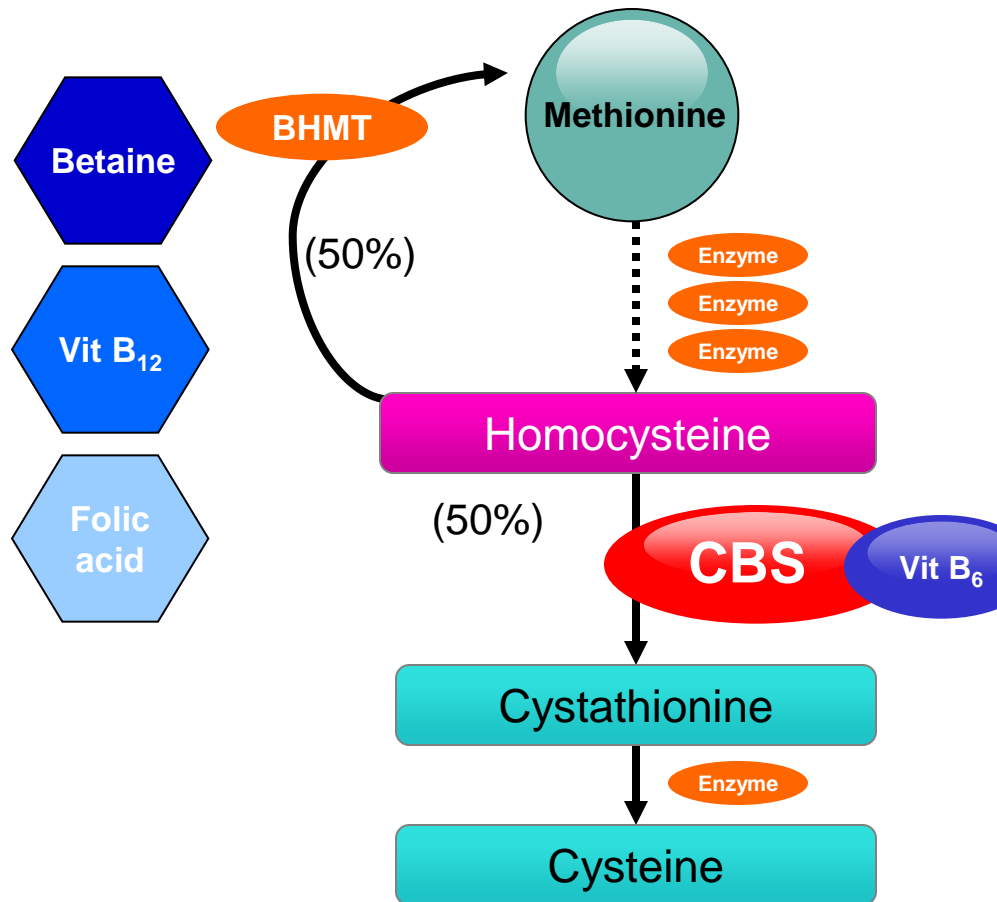 Betaine
BHMT
Methionine
(50%)
Enzyme
Enzyme
Enzyme
Vit B₁₂
Homocysteine
Folic
acid
(50%)
CBS
Vit B₆
Cystathionine
Enzyme
Cysteine